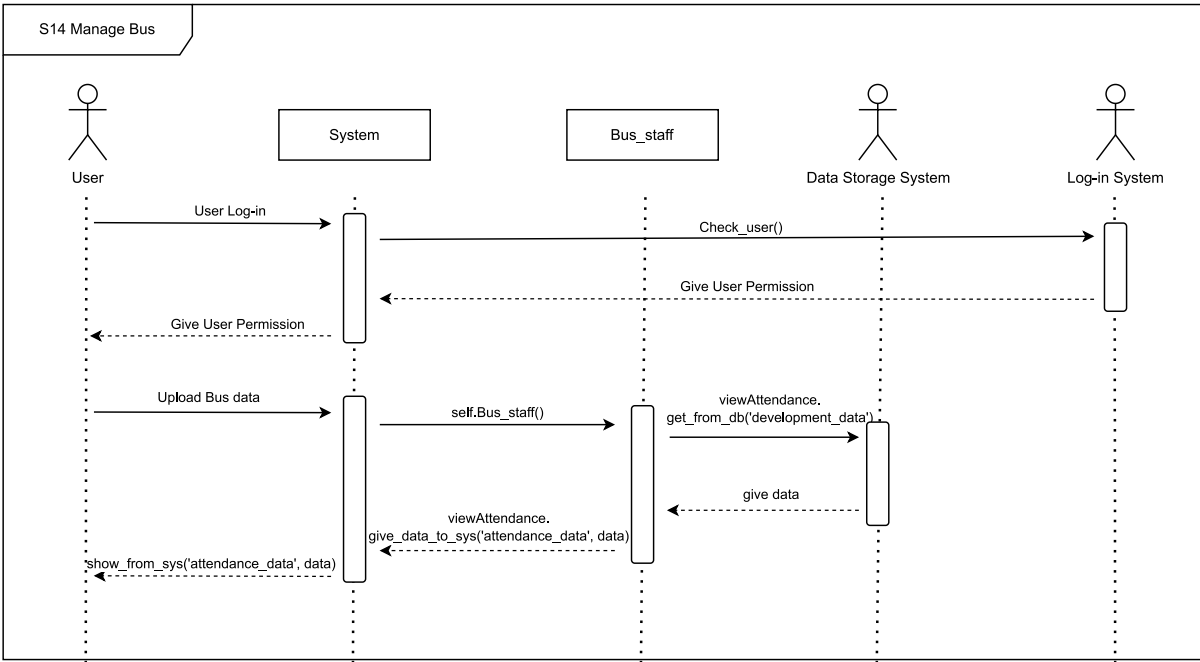 S14 Manage Bus
System
Bus_staff
User
Data Storage System
Log-in System
User Log-in
Check_user()
Give User Permission
Give User Permission
Upload Bus data
self.Bus_staff()
viewAttendance.
get_from_db('development_data')
give data
viewAttendance.
give_data_to_sys('attendance_data', data)
show_from_sys('attendance_data', data)